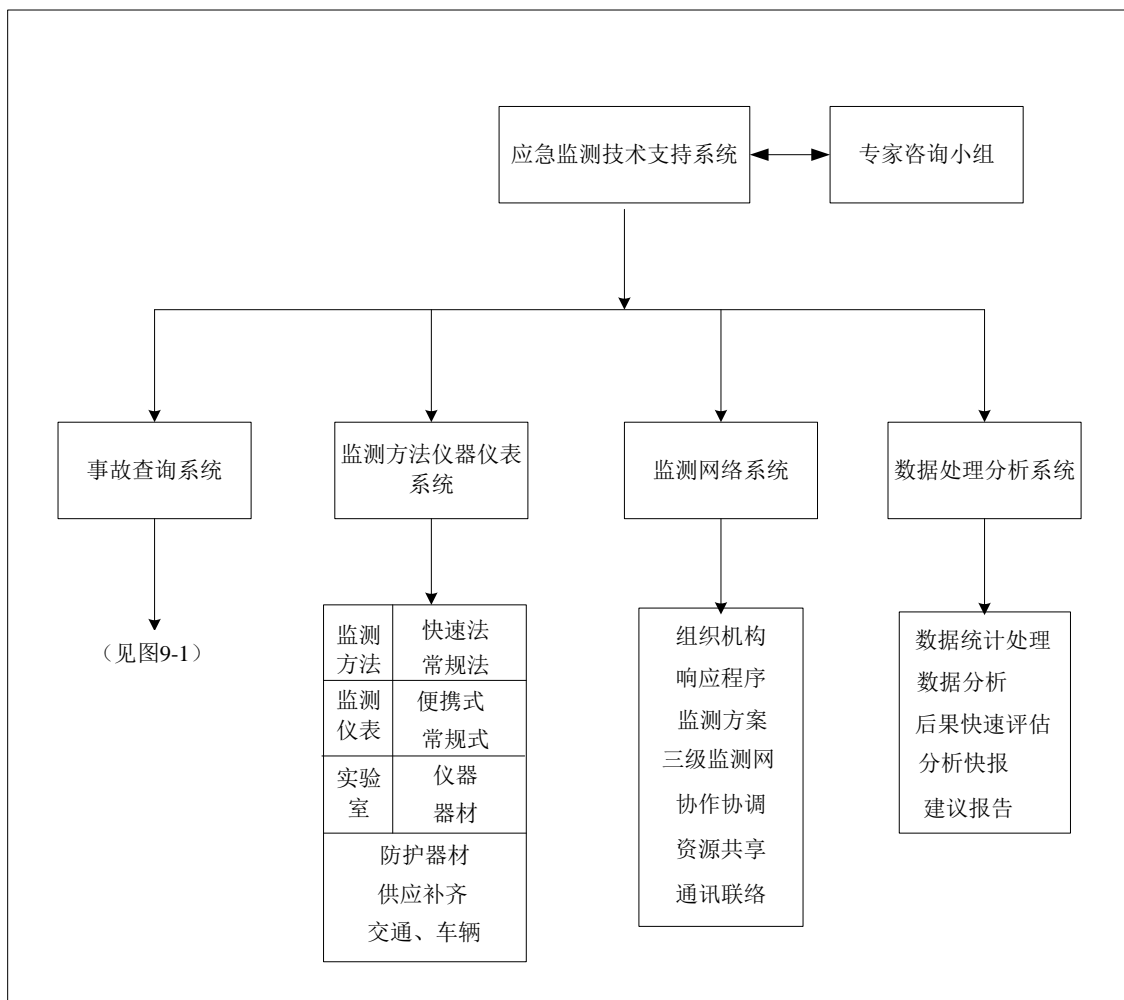 应急监测技术支持系统
专家咨询小组
事故查询系统
监测方法仪器仪表
系统
监测网络系统
数据处理分析系统
（见图9-1）
监测
方法
快速法
常规法
监测
仪表
便携式
常规式
实验
室
仪器
器材
防护器材
供应补齐
交通、车辆
组织机构
响应程序
监测方案
三级监测网
协作协调
资源共享
通讯联络
数据统计处理
数据分析
后果快速评估
分析快报
建议报告